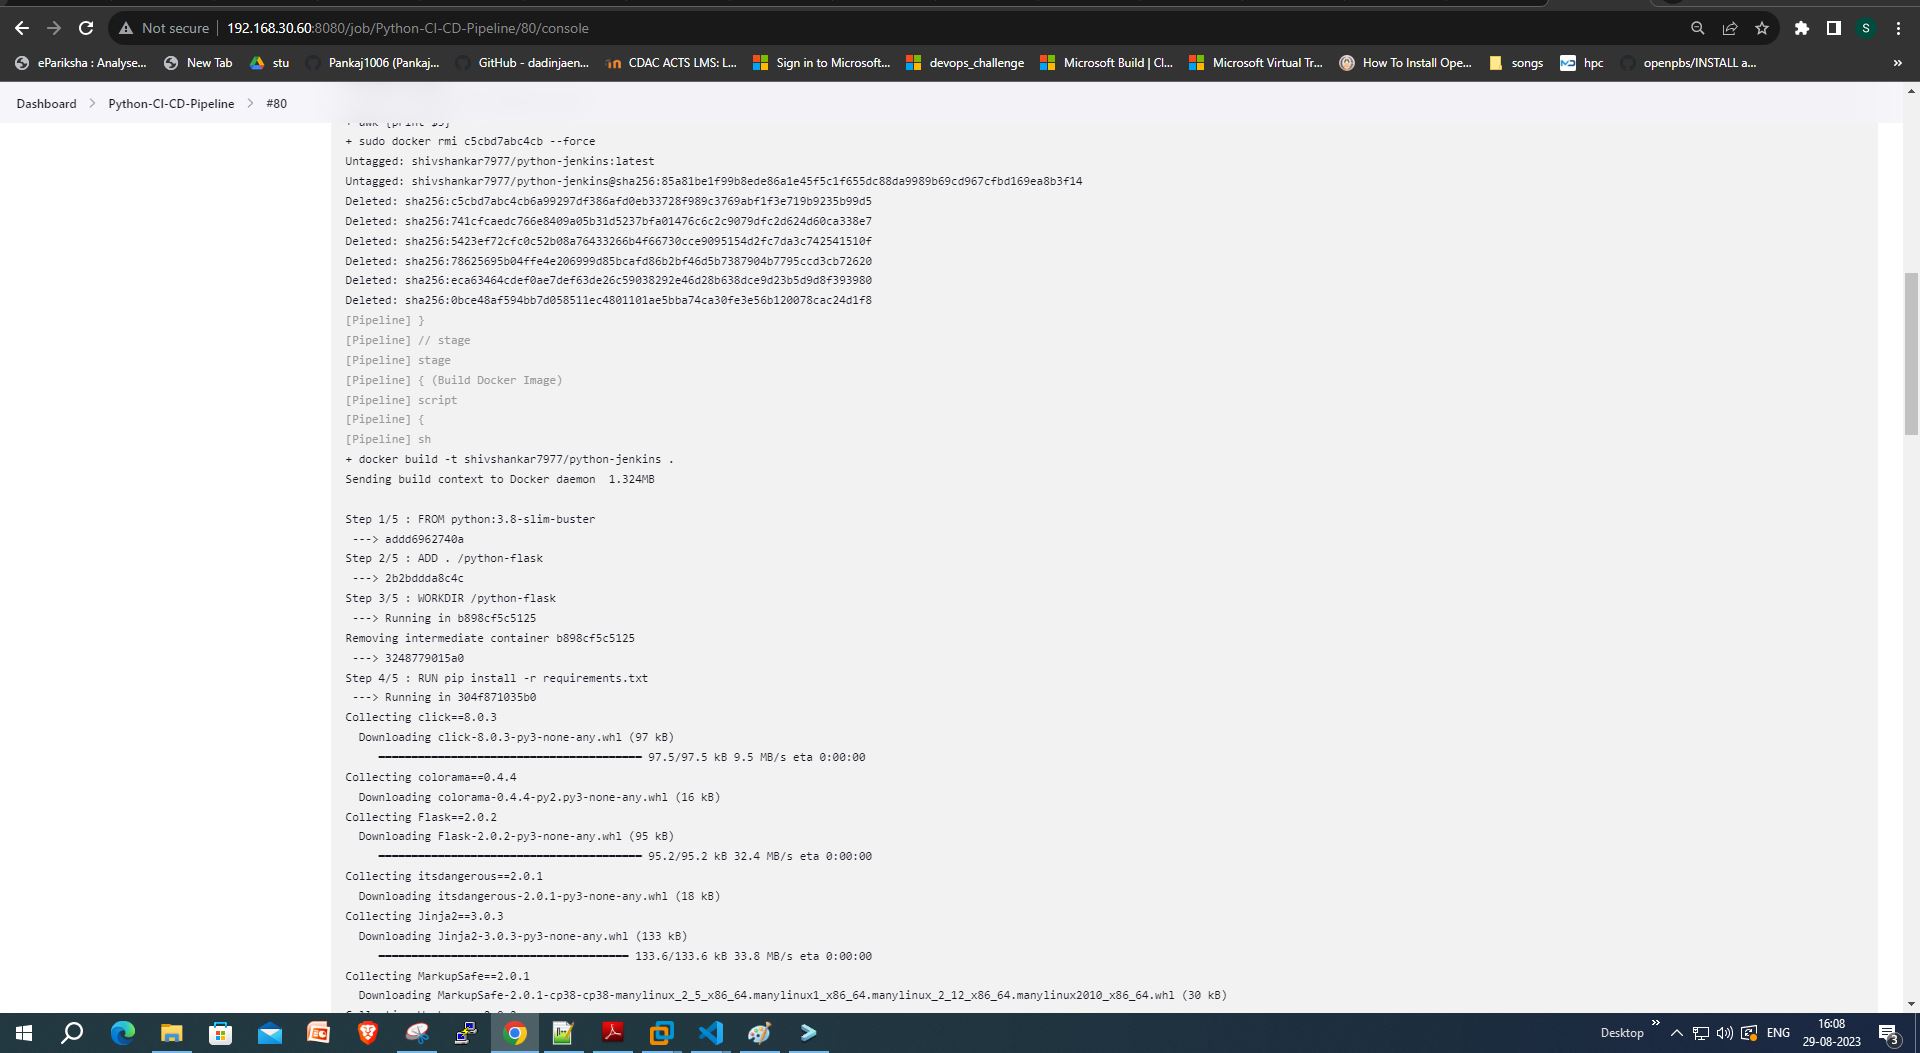 Not secure | 192.168.30.60:8080/job/Python-CI-CD-Pipeline/80/console
ePariksha : Analyse... New Tab stu Pankaj1006 (Pankaj... GitHub - dadinjaen... CDAC ACTS LMS: L... Sign in to Microsoft... devops_challenge Microsoft Build | Cl... Microsoft Virtual Tr... How To Install Ope... songs hpc openpbs/INSTALL a... »
Dashboard > Python-CI-CD-Pipeline > #80
+ sudo docker rmi c5cbd7abc4cb --force
Untagged: shivshankar7977/python-jenkins:latest
Untagged: shivshankar7977/python-jenkins@sha256:85a81be1f99b8ede86a1e45f5c1f655dc88da9989b69cd967cfbd169ea8b3f14
Deleted: sha256:c5cbd7abc4cb6a99297df386afd0eb33728f989c3769abf1f3e719b9235b99d5
Deleted: sha256:741cfcaedc766e8409a05b31d5237bfa01476c6c2c9079dfc2d624d60ca338e7
Deleted: sha256:5423ef72cfc0c52b08a76433266b4f66730cce9095154d2fc7da3c742541510f
Deleted: sha256:78625695b04ffe4e206999d85bcafd86b2bf46d5b7387904b7795ccd3cb72620
Deleted: sha256:eca63464cdef0ae7def63de26c59038292e46d28b638dce9d23b5d9d8f393980
Deleted: sha256:0bce48af594bb7d058511ec4801101ae5bba74ca30fe3e56b120078cac24d1f8
[Pipeline] }
[Pipeline] // stage
[Pipeline] stage
[Pipeline] { (Build Docker Image)
[Pipeline] script
[Pipeline] {
[Pipeline] sh
+ docker build -t shivshankar7977/python-jenkins .
Sending build context to Docker daemon  1.324MB
Step 1/5 : FROM python:3.8-slim-buster
---> addd6962740a
Step 2/5 : ADD . /python-flask
---> 2b2bddda8c4c
Step 3/5 : WORKDIR /python-flask
---> Running in b898cf5c5125
Removing intermediate container b898cf5c5125
---> 3248779015a0
Step 4/5 : RUN pip install -r requirements.txt
---> Running in 304f871035b0
Collecting click==8.0.3
Downloading click-8.0.3-py3-none-any.whl (97 kB)
97.5/97.5 kB 9.5 MB/s eta 0:00:00
Collecting colorama==0.4.4
Downloading colorama-0.4.4-py2.py3-none-any.whl (16 kB)
Collecting Flask==2.0.2
Downloading Flask-2.0.2-py3-none-any.whl (95 kB)
95.2/95.2 kB 32.4 MB/s eta 0:00:00
Collecting itsdangerous==2.0.1
Downloading itsdangerous-2.0.1-py3-none-any.whl (18 kB)
Collecting Jinja2==3.0.3
Downloading Jinja2-3.0.3-py3-none-any.whl (133 kB)
133.6/133.6 kB 33.8 MB/s eta 0:00:00
Collecting MarkupSafe==2.0.1
Downloading MarkupSafe-2.0.1-cp38-cp38-manylinux_2_5_x86_64.manylinux1_x86_64.manylinux_2_12_x86_64.manylinux2010_x86_64.whl (30 kB)
Desktop » ENG 16:08
29-08-2023 3